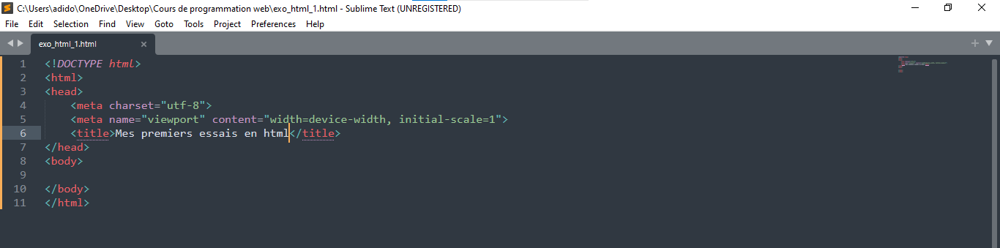 C:\Users\adido\OneDrive\Desktop\Cours de programmation web\exo_html_1.html - Sublime Text (UNREGISTERED)
File Edit Selection Find View Goto Tools Project Preferences Help
exo_html_1.html
1 <!DOCTYPE html>
2 <html>
3 <head>
4 <meta charset="utf-8">
5 <meta name="viewport" content="width=device-width, initial-scale=1">
6 <title>Mes premiers essais en html</title>
7 </head>
8 <body>
9
10 </body>
11 </html>